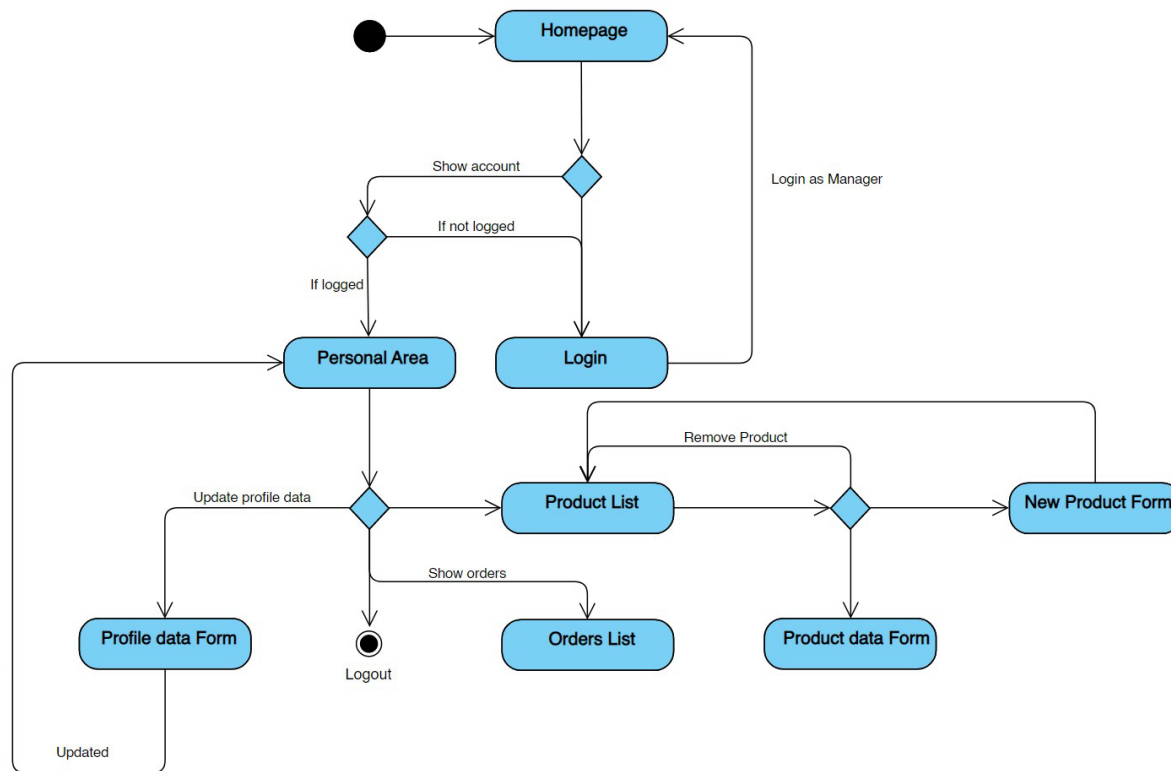 Homepage
Show account
Login as Manager
If not logged
If logged
Personal Area
Login
Remove Product
Update profile data
Product List
New Product Form
Show orders
Profile data Form
Orders List
Product data Form
Logout
Updated